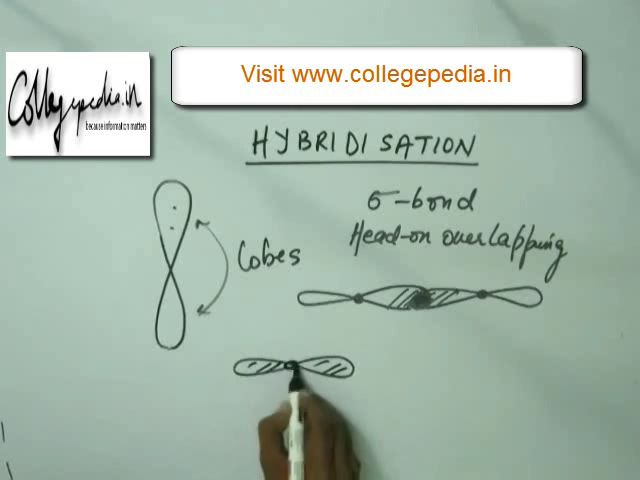 Visit www.collegepedia.in
Collegepedia.in
because information matters
HYBRIDISATION
σ-bond
Head-on overlapping
Lobes